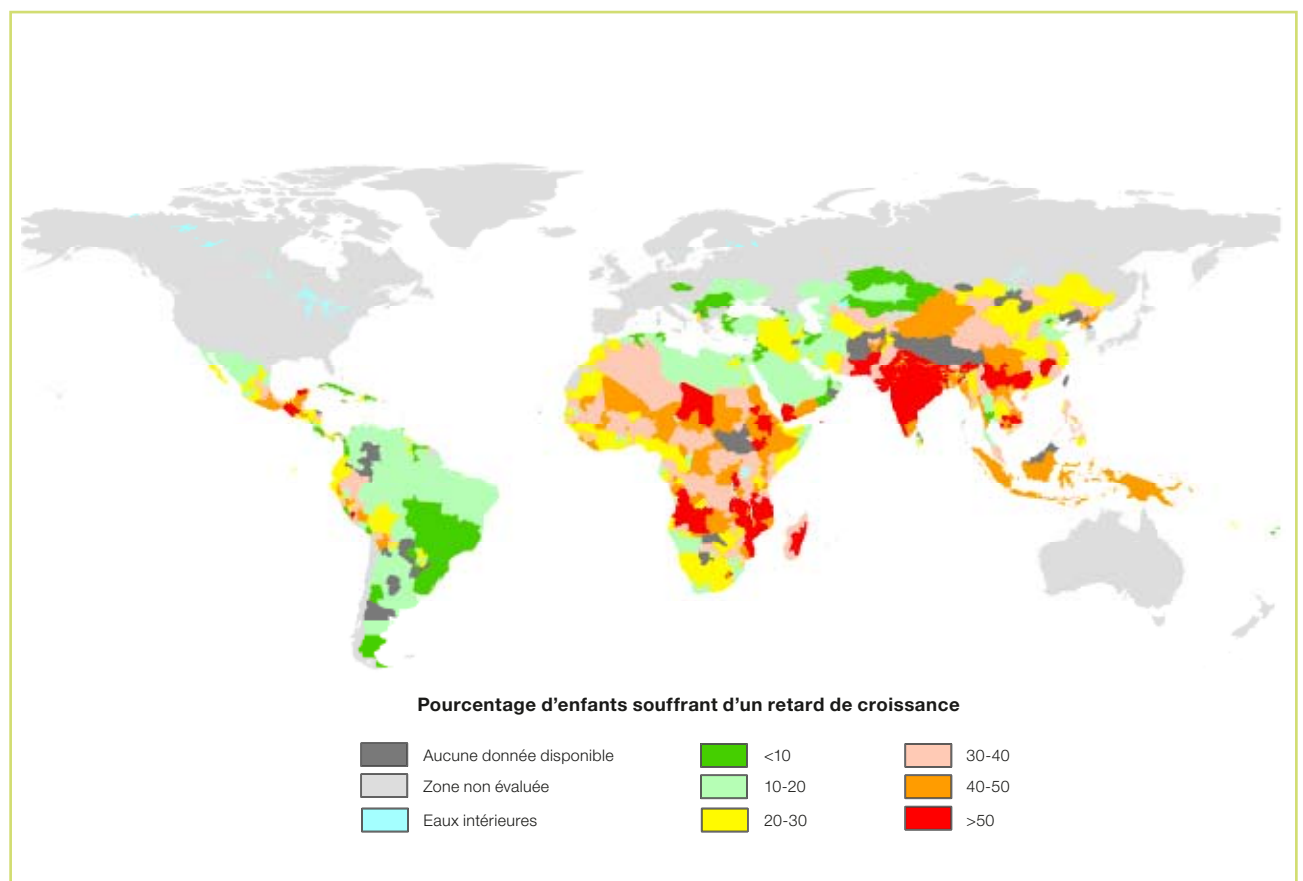 Pourcentage d'enfants souffrant d'un retard de croissance
Aucune donnée disponible
Zone non évaluée
Eaux intérieures
<10
10-20
20-30
30-40
40-50
>50